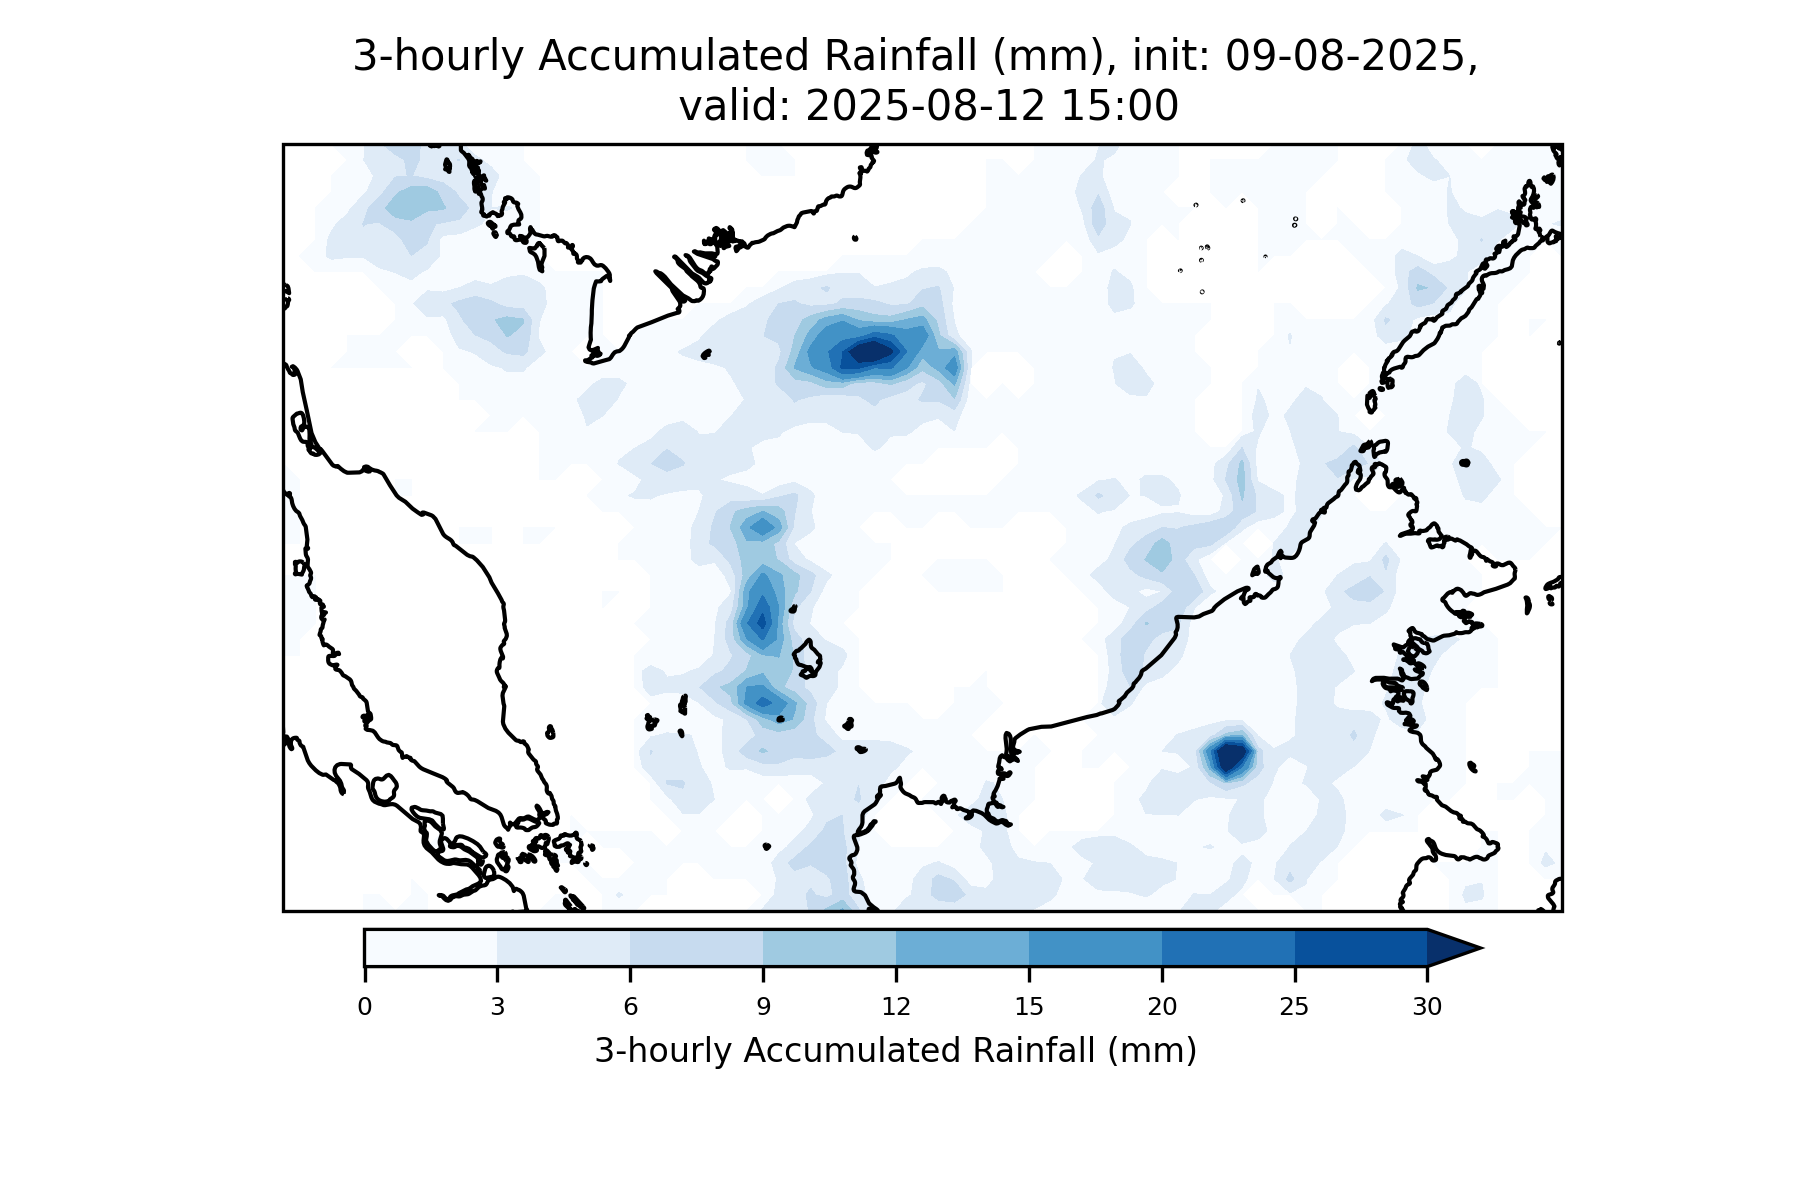 3-hourly Accumulated Rainfall (mm), init: 09-08-2025,
valid: 2025-08-12 15:00
0 3 6 9 12 15 20 25 30
3-hourly Accumulated Rainfall (mm)